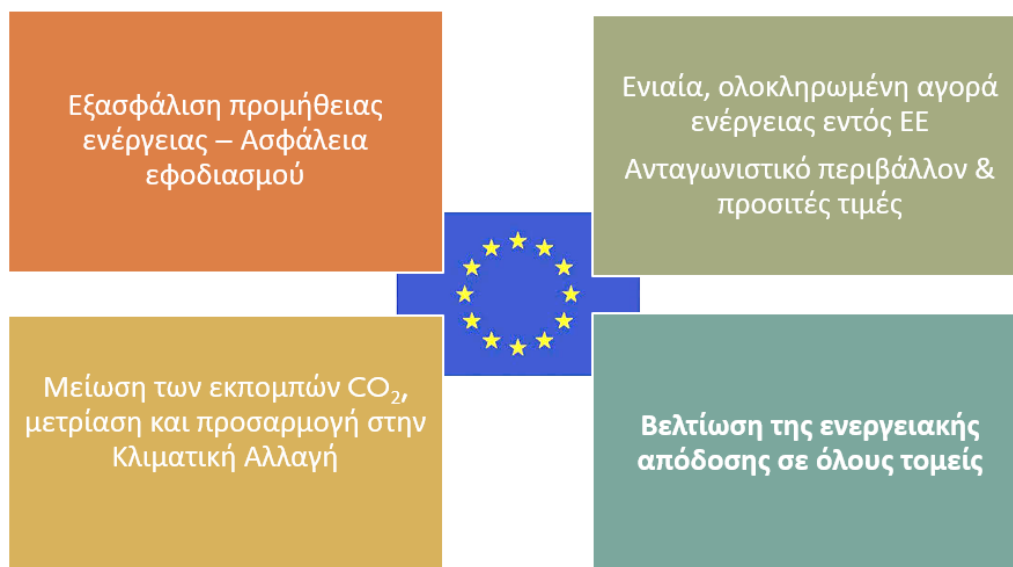 Εξασφάλιση προμήθειας
ενέργειας – Ασφάλεια
εφοδιασμού
Ενιαία, ολοκληρωμένη αγορά
ενέργειας εντός ΕΕ
Ανταγωνιστικό περιβάλλον &
προσιτές τιμές
Μείωση των εκπομπών CO₂,
μετρίαση και προσαρμογή στην
Κλιματική Αλλαγή
Βελτίωση της ενεργειακής
απόδοσης σε όλους τομείς